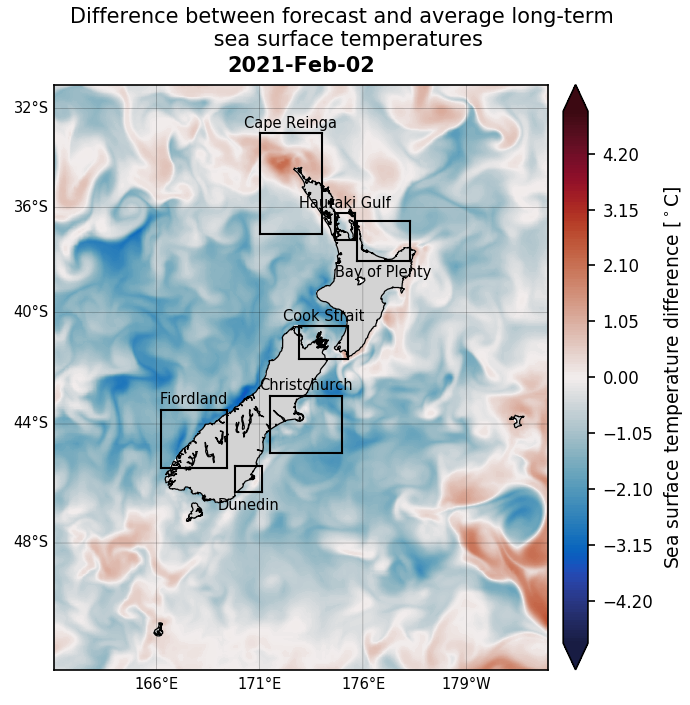 Difference between forecast and average long-term
sea surface temperatures
2021-Feb-02
32°S
36°S
40°S
44°S
48°S
Cape Reinga
Hauraki Gulf
Bay of Plenty
Cook Strait
Christchurch
Fiordland
Dunedin
166°E
171°E
176°E
179°W
4.20
3.15
2.10
1.05
0.00
−1.05
−2.10
−3.15
−4.20
Sea surface temperature difference [°C]